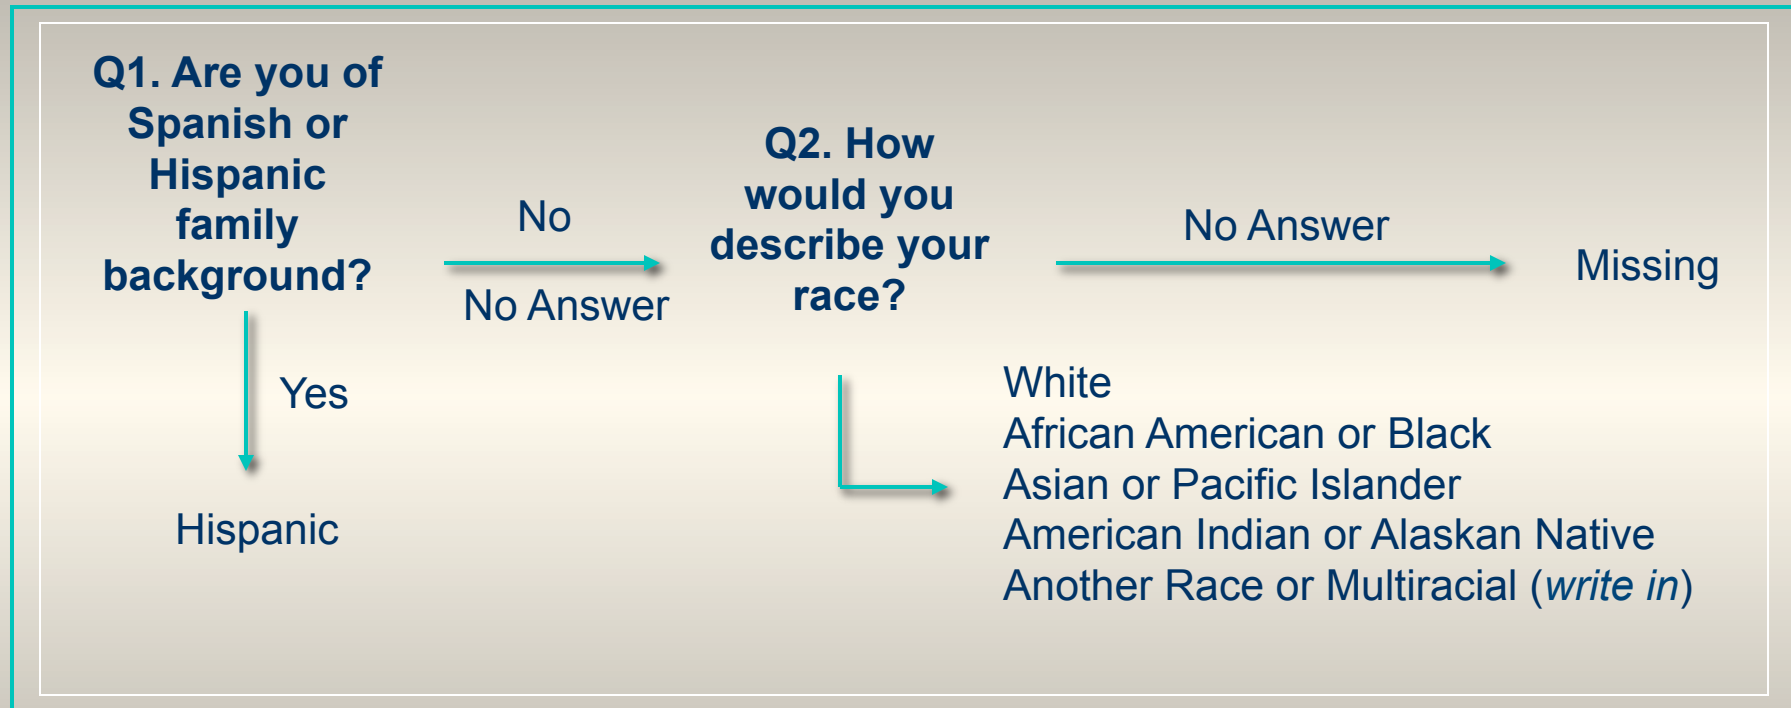 Q1. Are you of
Spanish or
Hispanic
family
background?
No
No Answer
Yes
Hispanic
Q2. How
would you
describe your
race?
No Answer
Missing
White
African American or Black
Asian or Pacific Islander
American Indian or Alaskan Native
Another Race or Multiracial (write in)